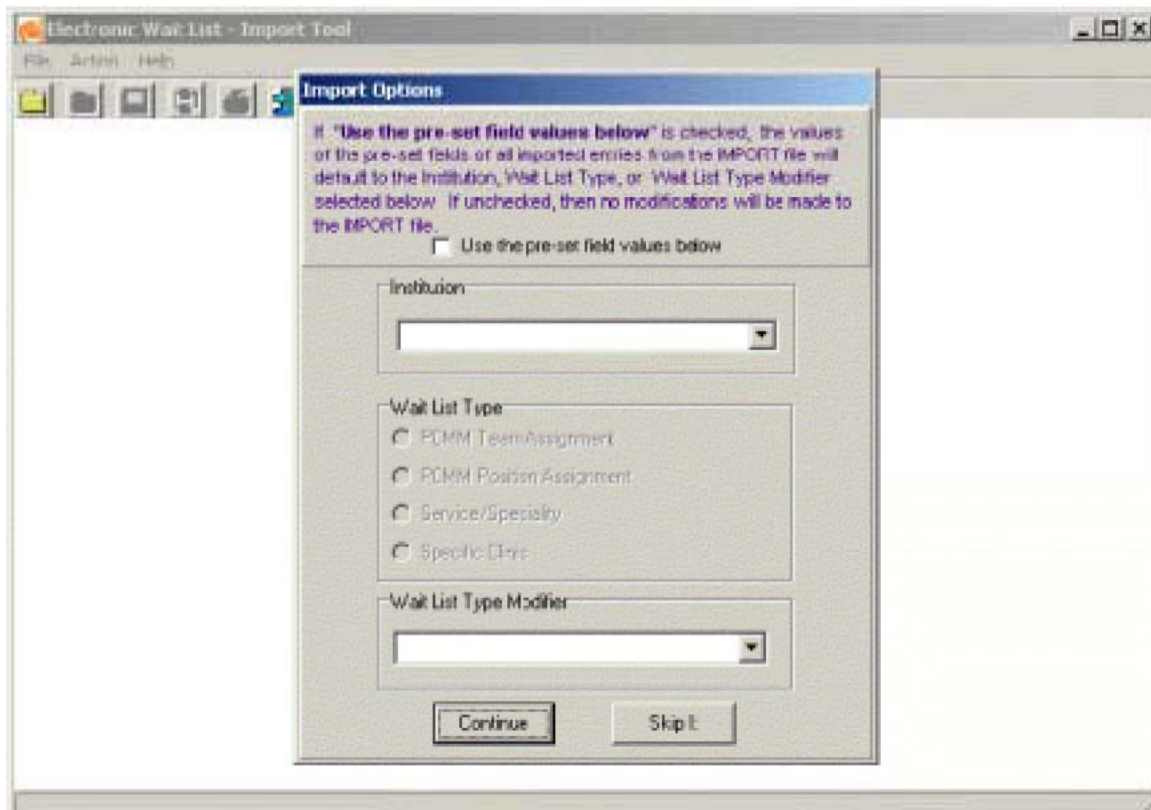 Electronic Wait List - Import Tool
File Action Help
Import Options
If "Use the pre-set field values below" is checked, the values
of the pre-set fields of all imported entries from the IMPORT file will
default to the Institution, Wait List Type, or Wait List Type Modifier
selected below. If unchecked, then no modifications will be made to
the IMPORT file.
Use the pre-set field values below
Institution
Wait List Type
PCMM Team Assignment
PCMM Position Assignment
Service/Speciality
Specific Clinic
Wait List Type Modifier
Continue Skip It